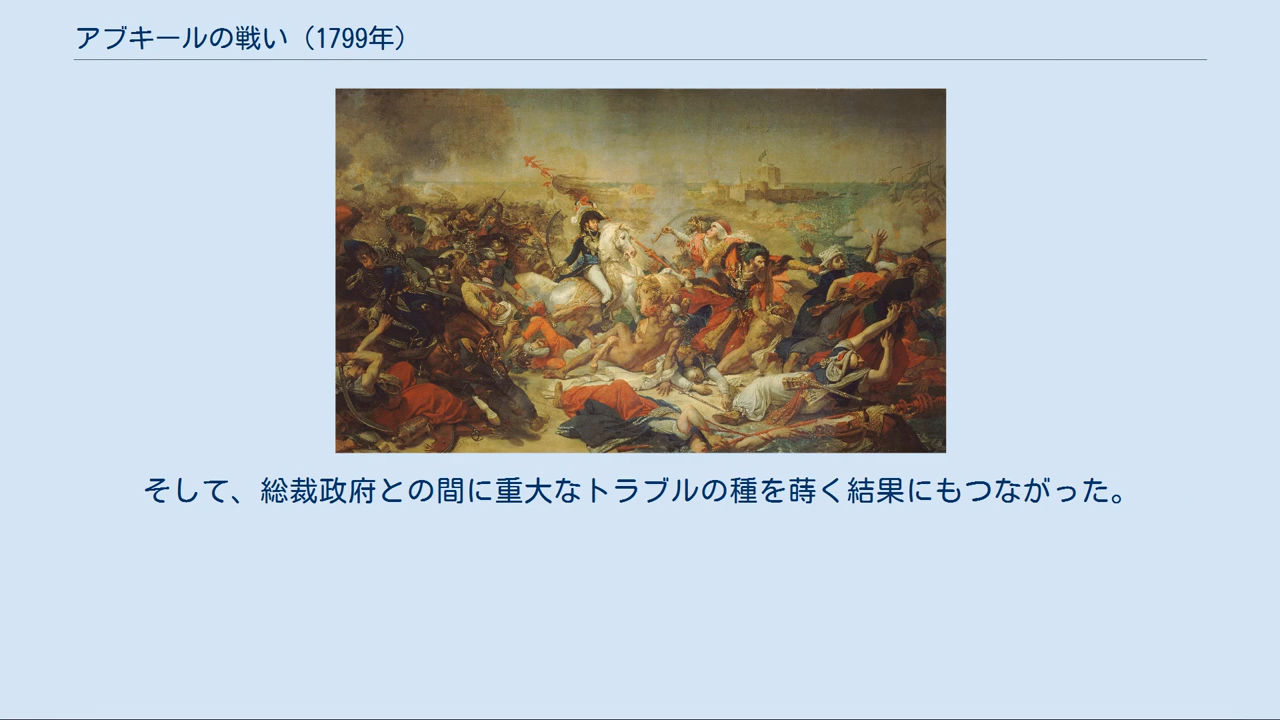 アブキールの戦い（1799年）
そして、総裁政府との間に重大なトラブルの種を蒔く結果にもつながった。